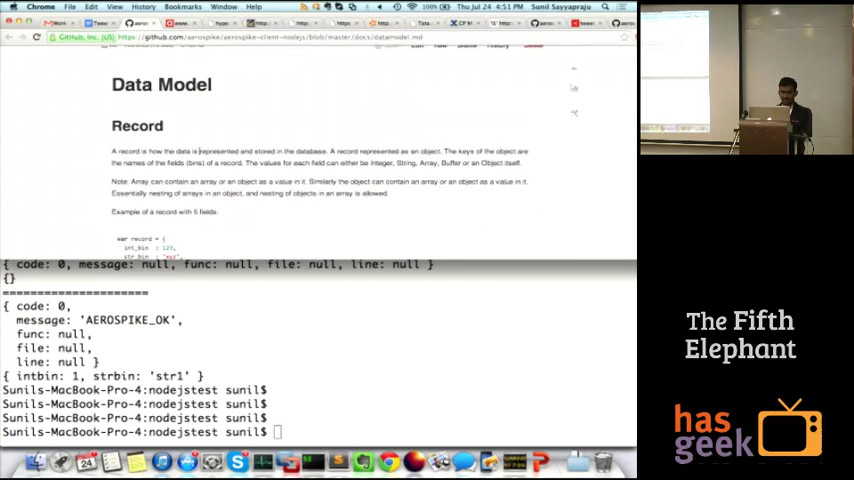 Chrome File Edit View History Bookmarks Window Help 100% Thu Jul 24 4:51 PM Sunil Sayyapraju
GitHub, Inc. [US] https://github.com/aerospike/aerospike-client-nodejs/blob/master/docs/datamodel.md
Data Model
Record
A record is how the data is represented and stored in the database. A record represented as an object. The keys of the object are
the names of the fields (bins) of a record. The values for each field can either be Integer, String, Array, Buffer or an Object itself.
Note: Array can contain an array or an object as a value in it. Similarly the object can contain an array or an object as a value in it.
Essentially nesting of arrays in an object, and nesting of objects in an array is allowed.
Example of a record with 5 fields.
var record = {
int_bin : 123,
str_bin : "xyz",
{ code: 0, message: null, func: null, file: null, line: null }
{}
=====================
{ code: 0,
message: 'AEROSPIKE_OK',
func: null,
file: null,
line: null }
{ intbin: 1, strbin: 'str1' }
Sunils-MacBook-Pro-4:nodejstest sunil$
Sunils-MacBook-Pro-4:nodejstest sunil$
Sunils-MacBook-Pro-4:nodejstest sunil$
Sunils-MacBook-Pro-4:nodejstest sunil$
24
The Fifth
Elephant
has
geek